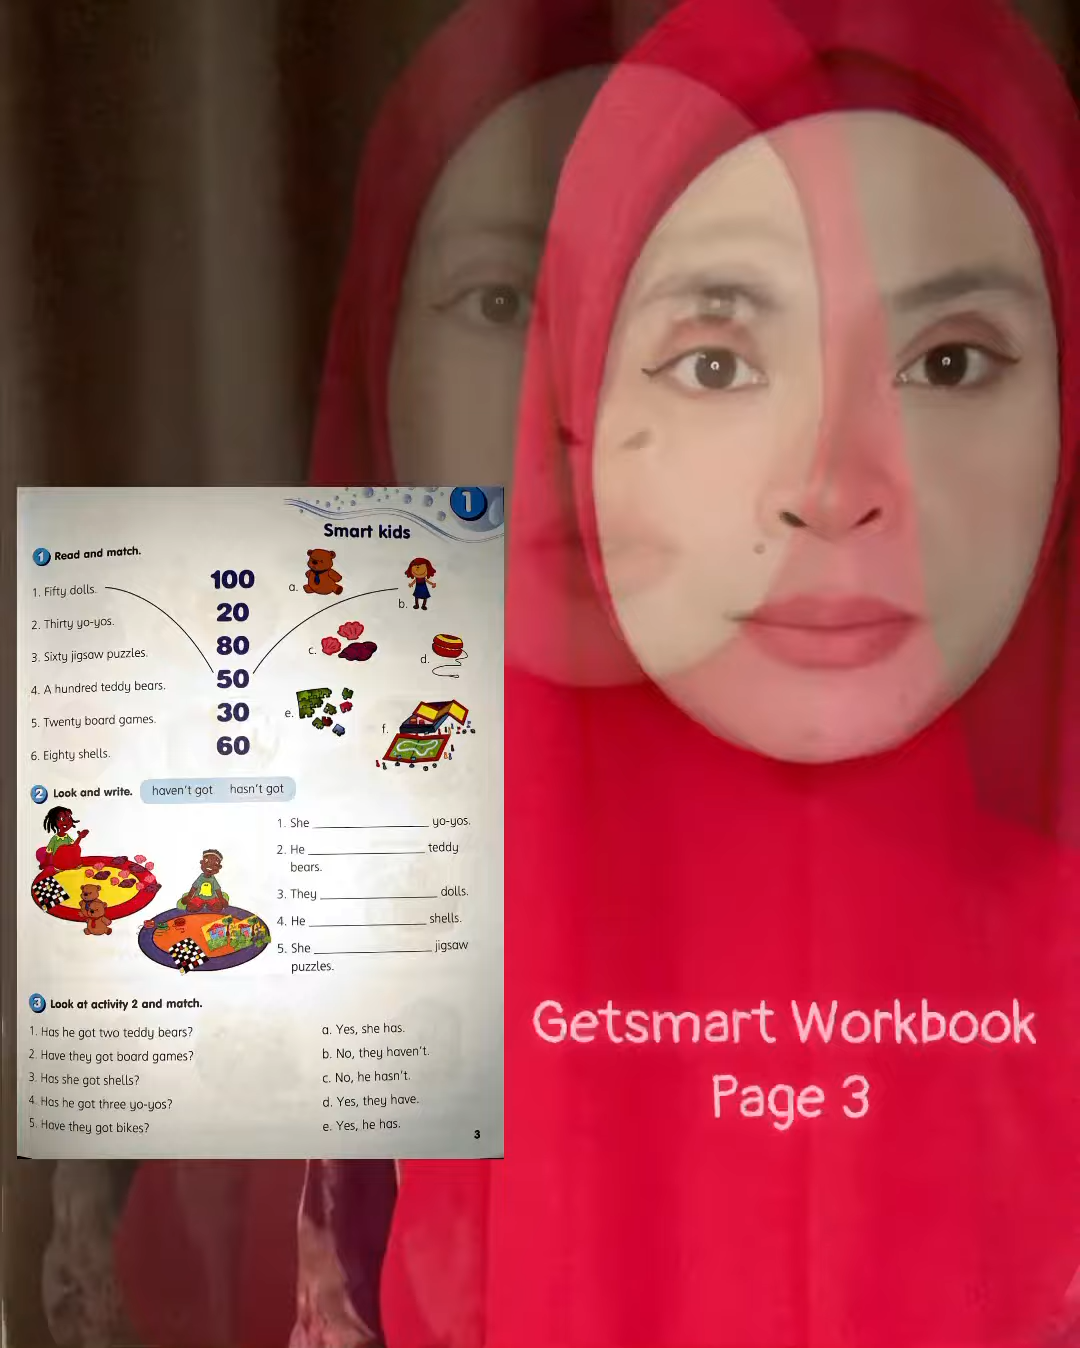 1
Smart kids
1 Read and match.
1. Fifty dolls.
2. Thirty yo-yos.
3. Sixty jigsaw puzzles.
4. A hundred teddy bears.
5. Twenty board games.
6. Eighty shells.
100
20
80
50
30
60
a.
b.
c.
d.
e.
f.
2 Look and write. haven't got hasn't got
1. She ______ yo-yos.
2. He ______ teddy
bears.
3. They ______ dolls.
4. He ______ shells.
5. She ______ jigsaw
puzzles.
3 Look at activity 2 and match.
1. Has he got two teddy bears?
2. Have they got board games?
3. Has she got shells?
4. Has he got three yo-yos?
5. Have they got bikes?
a. Yes, she has.
b. No, they haven't.
c. No, he hasn't.
d. Yes, they have.
e. Yes, he has.
3
Getsmart Workbook
Page 3